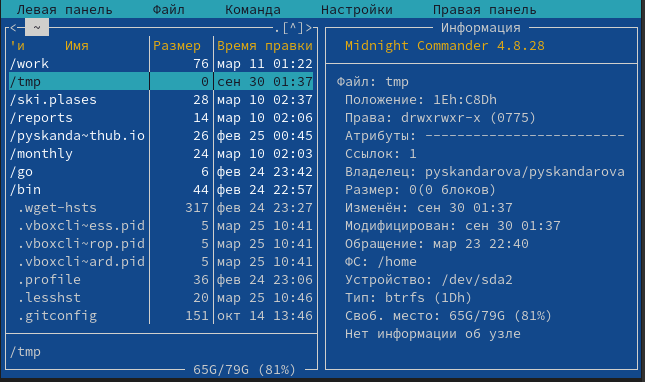 Левая панель Файл Команда Настройки Правая панель
<- ~ .[^]>
'и Имя Размер Время правки
/work 76 мар 11 01:22
/tmp 0 сен 30 01:37
/ski.plases 28 мар 10 02:37
/reports 14 мар 10 02:06
/pyskanda~thub.io 26 фев 25 00:45
/monthly 24 мар 10 02:03
/go 6 фев 24 23:42
/bin 44 фев 24 22:57
.wget-hsts 317 фев 24 23:27
.vboxcli~ess.pid 5 мар 25 10:41
.vboxcli~rop.pid 5 мар 25 10:41
.vboxcli~ard.pid 5 мар 25 10:41
.profile 36 фев 24 23:06
.lesshst 20 мар 25 10:46
.gitconfig 151 окт 14 13:46
/tmp
65G/79G (81%)
Информация
Midnight Commander 4.8.28
Файл: tmp
Положение: 1Eh:C8Dh
Права: drwxrwxr-x (0775)
Атрибуты: -------------------------
Ссылок: 1
Владелец: pyskandarova/pyskandarova
Размер: 0(0 блоков)
Изменён: сен 30 01:37
Модифицирован: сен 30 01:37
Обращение: мар 23 22:40
ФС: /home
Устройство: /dev/sda2
Тип: btrfs (1Dh)
Своб. место: 65G/79G (81%)
Нет информации об узле